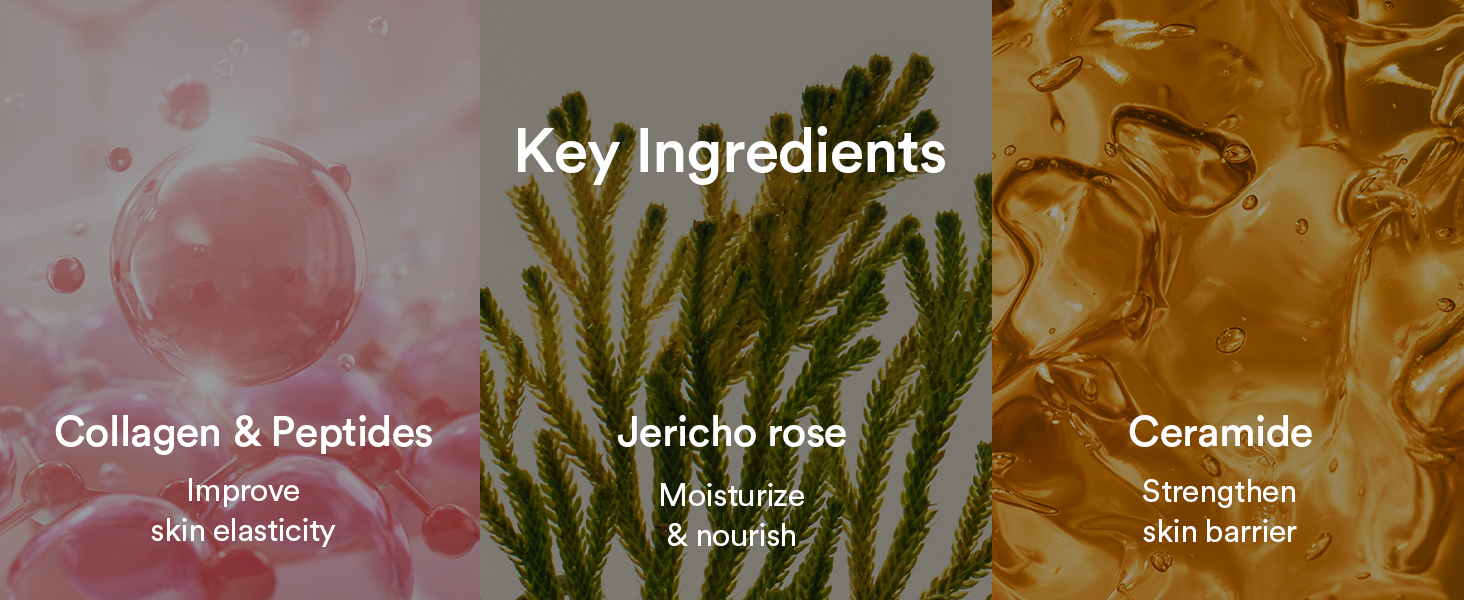 Key Ingredients
Collagen & Peptides
Improve
skin elasticity
Jericho rose
Moisturize
& nourish
Ceramide
Strengthen
skin barrier